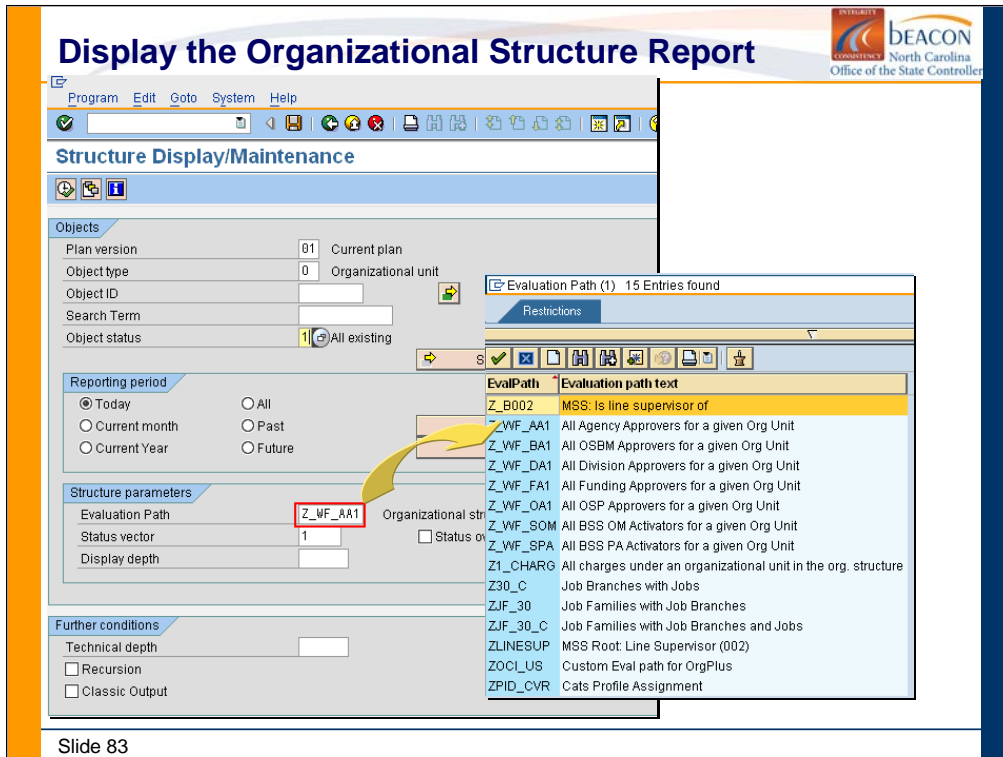 Display the Organizational Structure Report
INTEGRITY
CONSISTENCY
bEACON
North Carolina
Office of the State Controller
Program Edit Goto System Help
Structure Display/Maintenance
Objects
Plan version 01 Current plan
Object type O Organizational unit
Object ID
Search Term
Object status 1 All existing
S
Reporting period
Today All
Current month Past
Current Year Future
Structure parameters
Evaluation Path Z_WF_AA1 Organizational str
Status vector 1 Status ov
Display depth
Further conditions
Technical depth
Recursion
Classic Output
Evaluation Path (1) 15 Entries found
Restrictions
EvalPath Evaluation path text
Z_B002 MSS: Is line supervisor of
Z_WF_AA1 All Agency Approvers for a given Org Unit
Z_WF_BA1 All OSBM Approvers for a given Org Unit
Z_WF_DA1 All Division Approvers for a given Org Unit
Z_WF_FA1 All Funding Approvers for a given Org Unit
Z_WF_OA1 All OSP Approvers for a given Org Unit
Z_WF_SOM All BSS OM Activators for a given Org Unit
Z_WF_SPA All BSS PA Activators for a given Org Unit
Z1_CHARG All charges under an organizational unit in the org. structure
Z30_C Job Branches with Jobs
ZJF_30 Job Families with Job Branches
ZJF_30_C Job Families with Job Branches and Jobs
ZLINESUP MSS Root: Line Supervisor (002)
ZOCI_US Custom Eval path for OrgPlus
ZPID_CVR Cats Profile Assignment
Slide 83